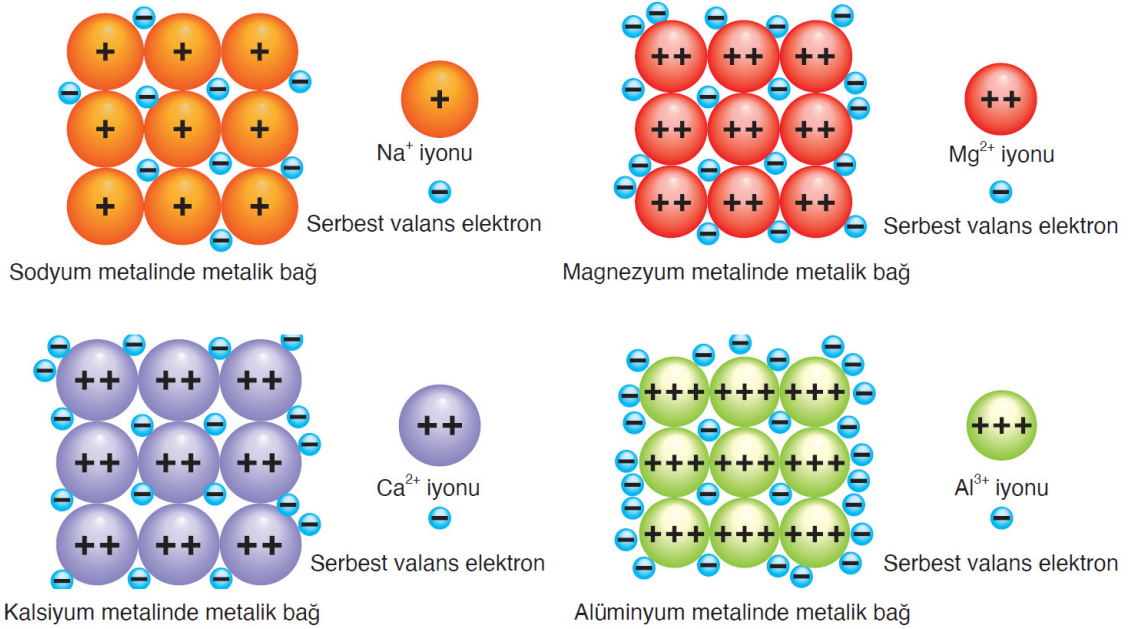 Na⁺ iyonu
Serbest valans elektron
Sodyum metalinde metalik bağ
Mg²⁺ iyonu
Serbest valans elektron
Magnezyum metalinde metalik bağ
Ca²⁺ iyonu
Serbest valans elektron
Kalsiyum metalinde metalik bağ
Al³⁺ iyonu
Serbest valans elektron
Alüminyum metalinde metalik bağ